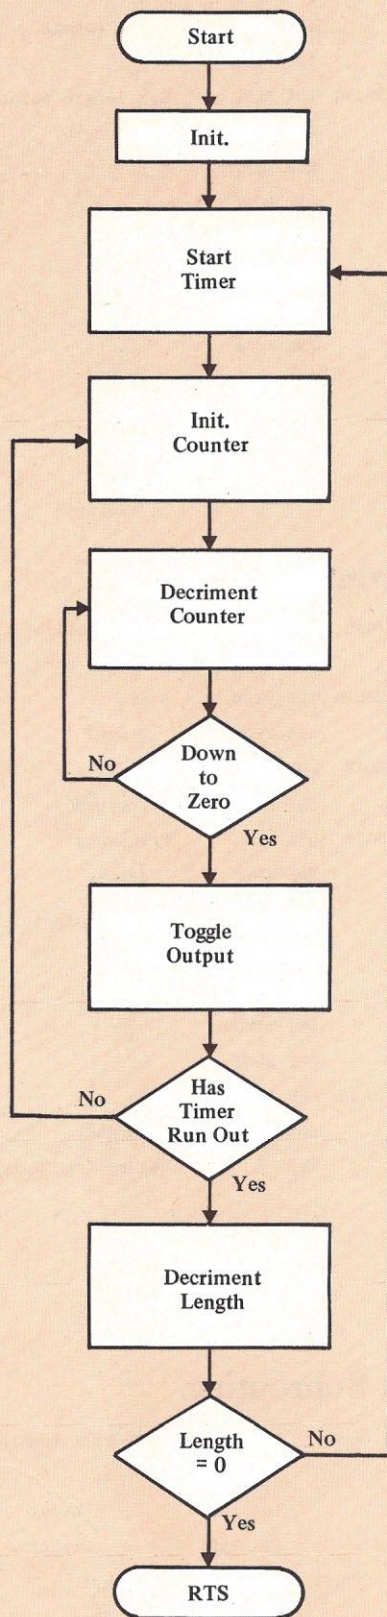 Start
Init.
Start
Timer
Init.
Counter
Decriment
Counter
Down
to
Zero
No
Yes
Toggle
Output
Has
Timer
Run Out
No
Yes
Decriment
Length
Length
= 0
No
Yes
RTS